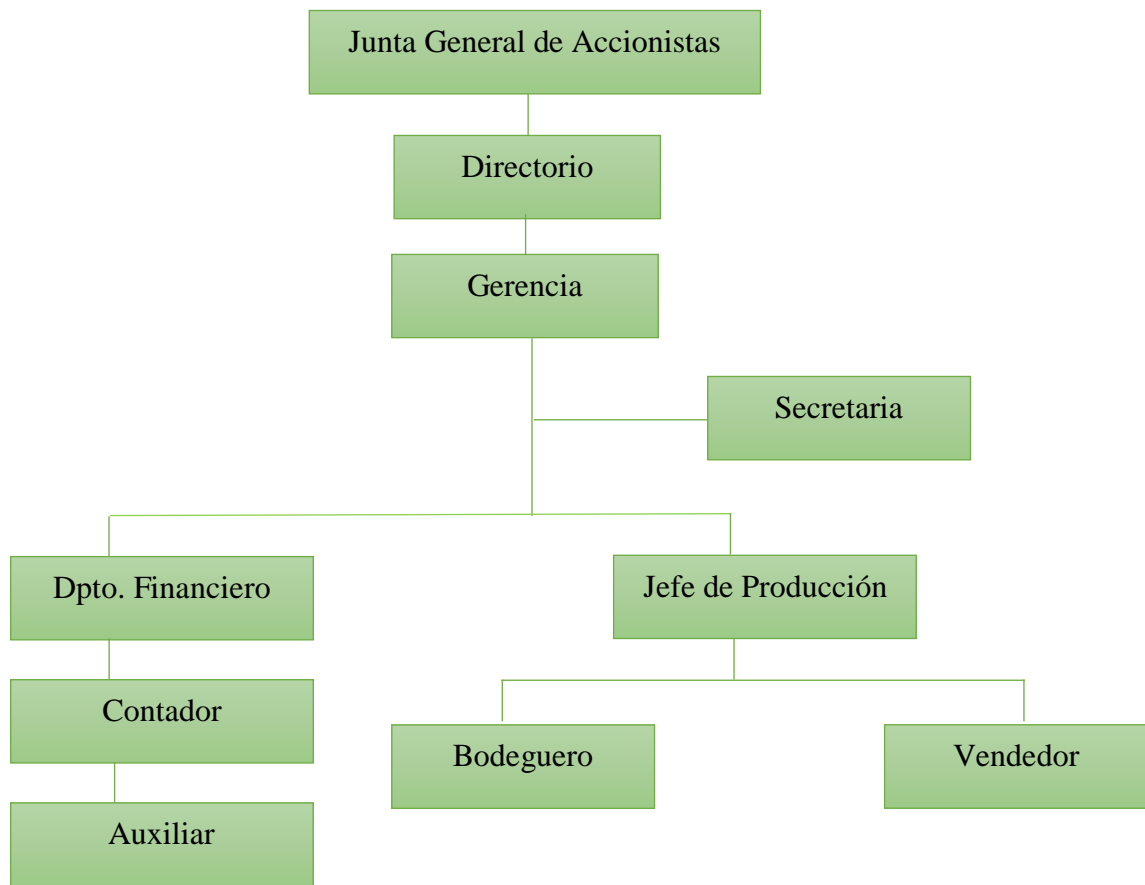 Junta General de Accionistas
Directorio
Gerencia
Secretaria
Dpto. Financiero
Jefe de Producción
Contador
Bodeguero
Vendedor
Auxiliar